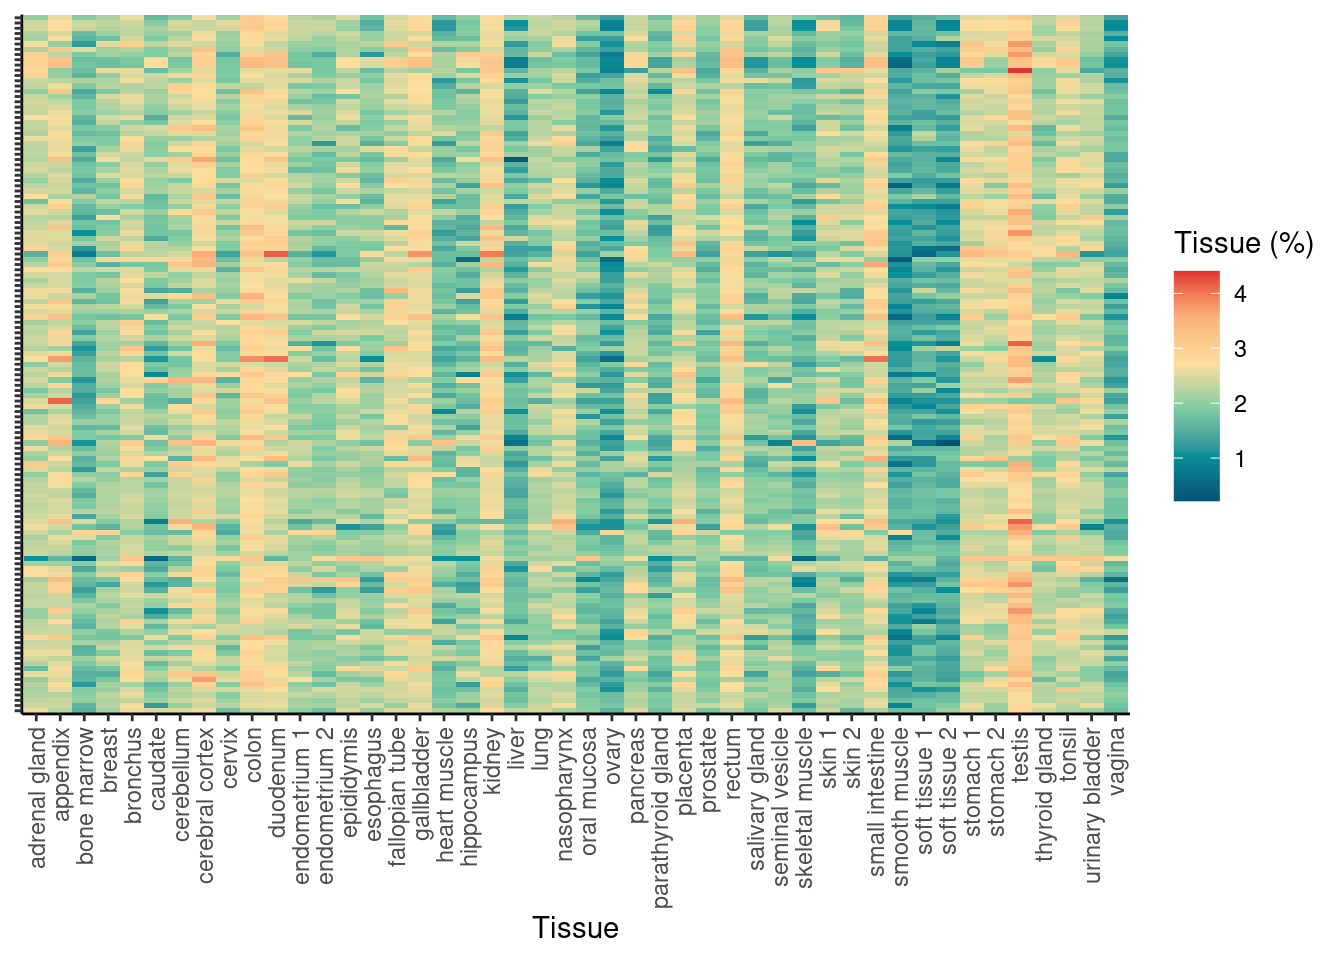 Tissue (%)
4
3
2
1
adrenal gland
appendix
bone marrow
breast
bronchus
caudate
cerebellum
cerebral cortex
cervix
colon
duodenum
endometrium 1
endometrium 2
epididymis
esophagus
fallopian tube
gallbladder
heart muscle
hippocampus
kidney
liver
lung
nasopharynx
oral mucosa
ovary
pancreas
parathyroid gland
placenta
prostate
rectum
salivary gland
seminal vesicle
skeletal muscle
skin 1
skin 2
small intestine
smooth muscle
soft tissue 1
soft tissue 2
stomach 1
stomach 2
testis
thyroid gland
tonsil
urinary bladder
vagina
Tissue